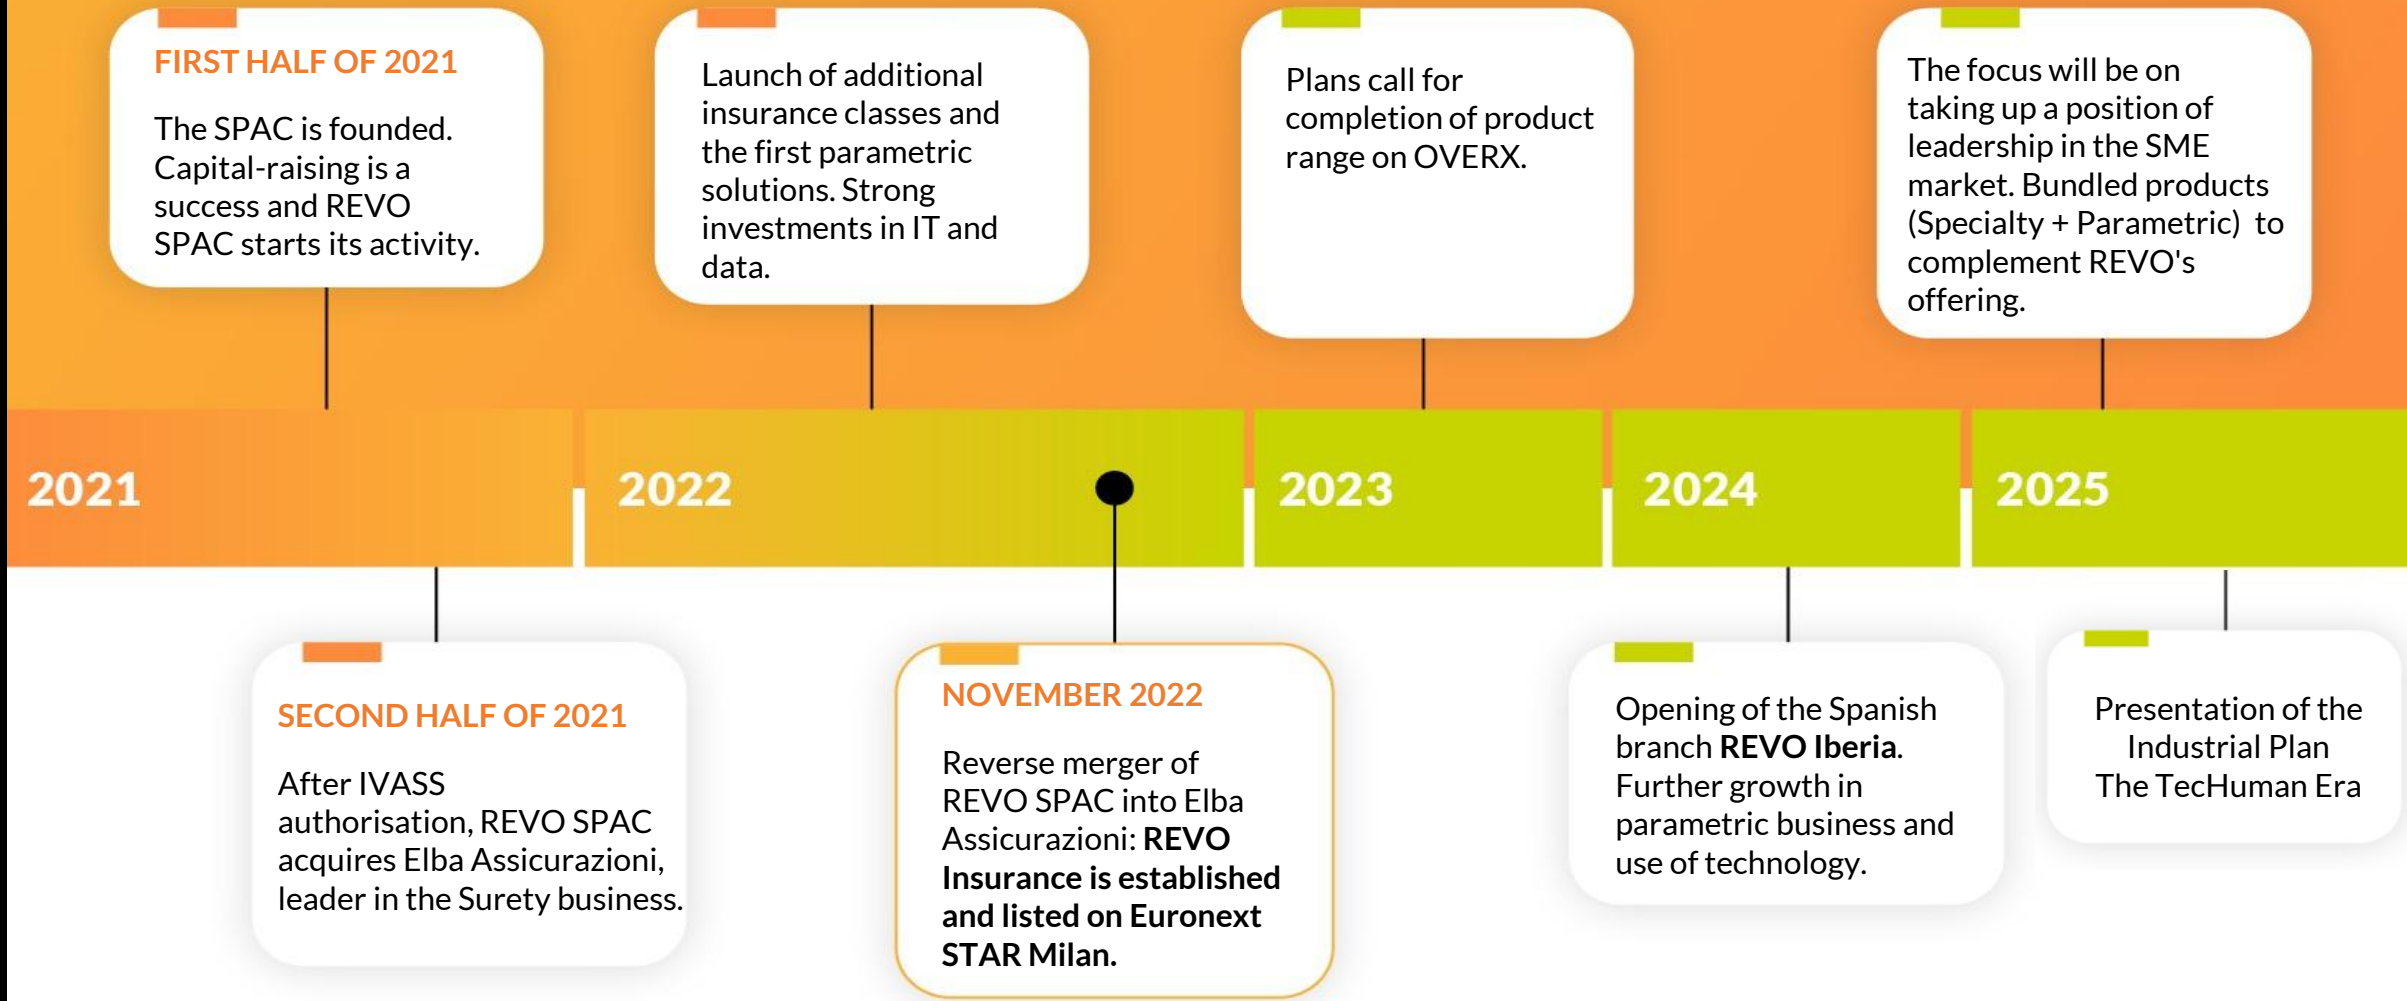 FIRST HALF OF 2021
The SPAC is founded.
Capital-raising is a
success and REVO
SPAC starts its activity.
Launch of additional
insurance classes and
the first parametric
solutions. Strong
investments in IT and
data.
Plans call for
completion of product
range on OVERX.
The focus will be on
taking up a position of
leadership in the SME
market. Bundled products
(Specialty + Parametric)  to
complement REVO's
offering.
2021
2022
2023
2024
2025
SECOND HALF OF 2021
After IVASS
authorisation, REVO SPAC
acquires Elba Assicurazioni,
leader in the Surety business.
NOVEMBER 2022
Reverse merger of
REVO SPAC into Elba
Assicurazioni: REVO
Insurance is established
and listed on Euronext
STAR Milan.
Opening of the Spanish
branch REVO Iberia.
Further growth in
parametric business and
use of technology.
Presentation of the
Industrial Plan
The TecHuman Era